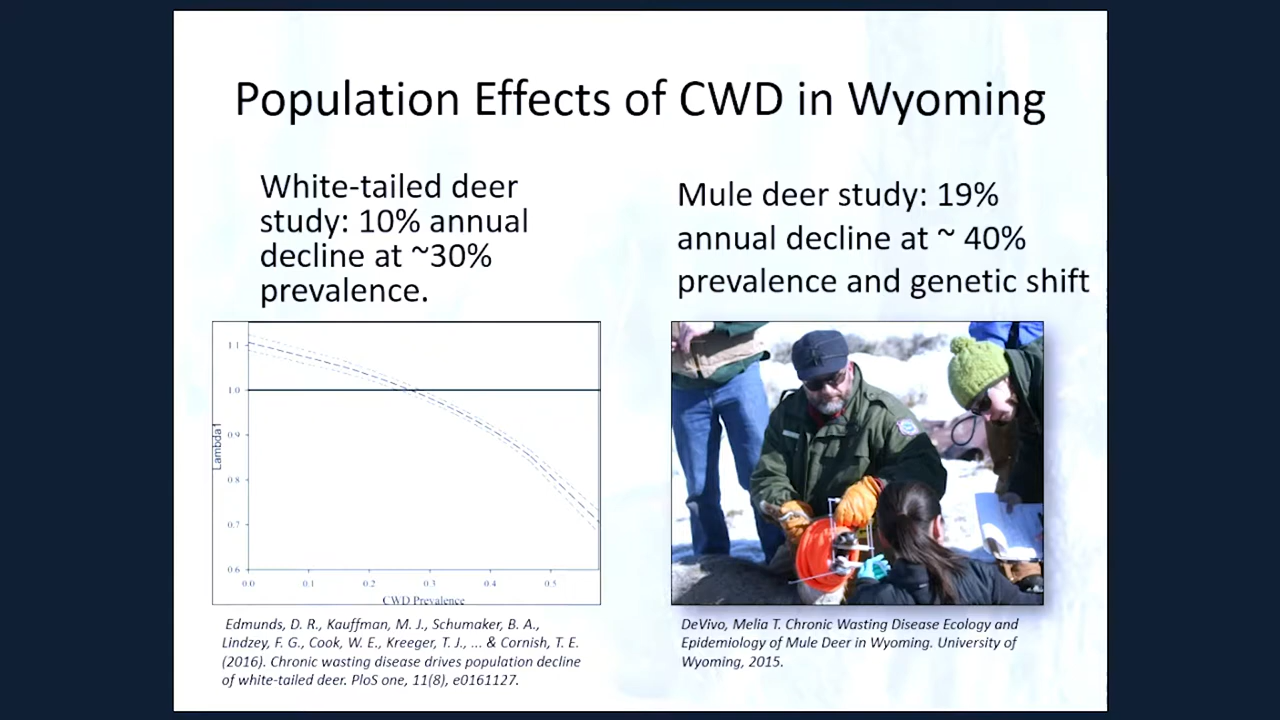 Population Effects of CWD in Wyoming
White-tailed deer
study: 10% annual
decline at ~30%
prevalence.
Mule deer study: 19%
annual decline at ~ 40%
prevalence and genetic shift
1.1
1.0
0.9
0.8
0.7
0.6
Lambda1
0.0 0.1 0.2 0.3 0.4 0.5
CWD Prevalence
Edmunds, D. R., Kauffman, M. J., Schumaker, B. A.,
Lindzey, F. G., Cook, W. E., Kreeger, T. J., ... & Cornish, T. E.
(2016). Chronic wasting disease drives population decline
of white-tailed deer. PloS one, 11(8), e0161127.
DeVivo, Melia T. Chronic Wasting Disease Ecology and
Epidemiology of Mule Deer in Wyoming. University of
Wyoming, 2015.